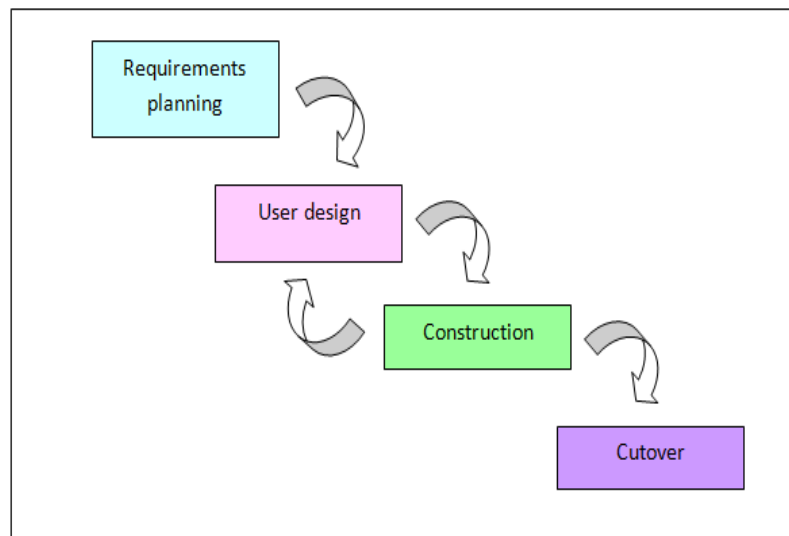 Requirements
planning
User design
Construction
Cutover